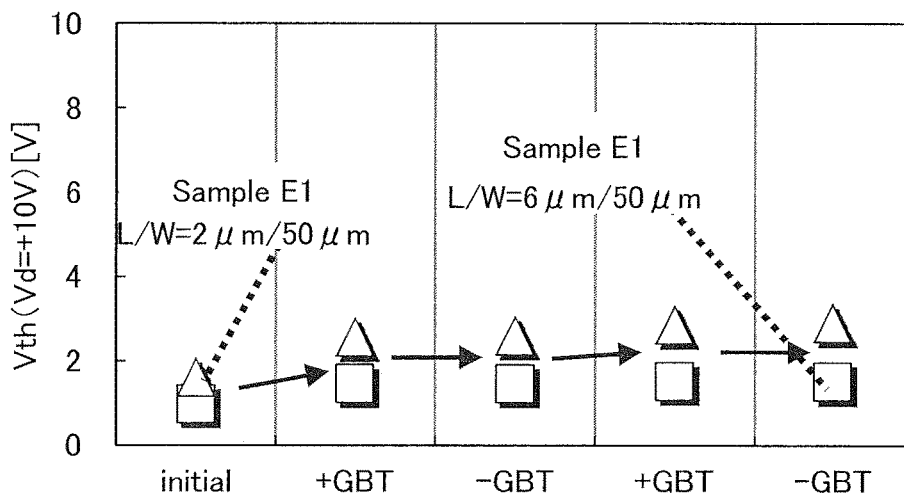 Vth(Vd=+10V)[V]
10
8
6
4
2
0
Sample E1
L/W=2 μm/50 μm
Sample E1
L/W=6 μm/50 μm
initial
+GBT
-GBT
+GBT
-GBT